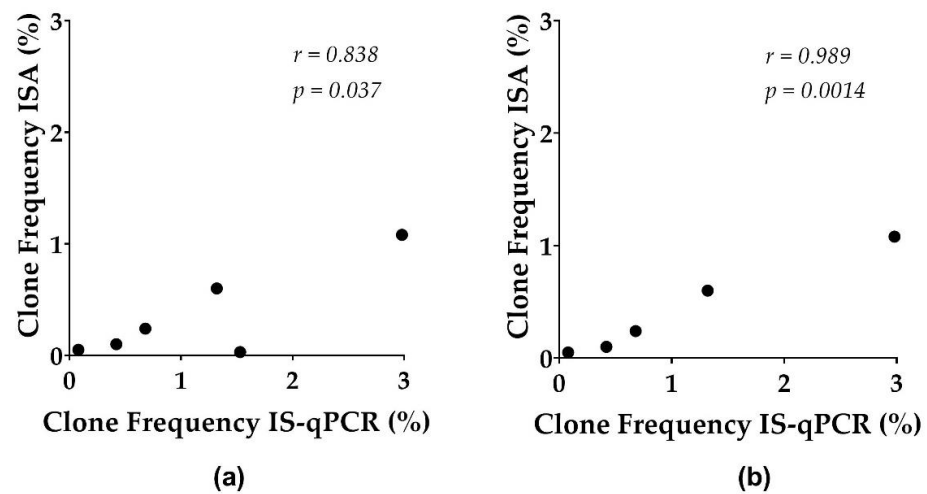 Clone Frequency ISA (%)
3
2
1
0
r = 0.838
p = 0.037
0 1 2 3
Clone Frequency IS-qPCR (%)
(a)
Clone Frequency ISA (%)
3
2
1
0
r = 0.989
p = 0.0014
0 1 2 3
Clone Frequency IS-qPCR (%)
(b)